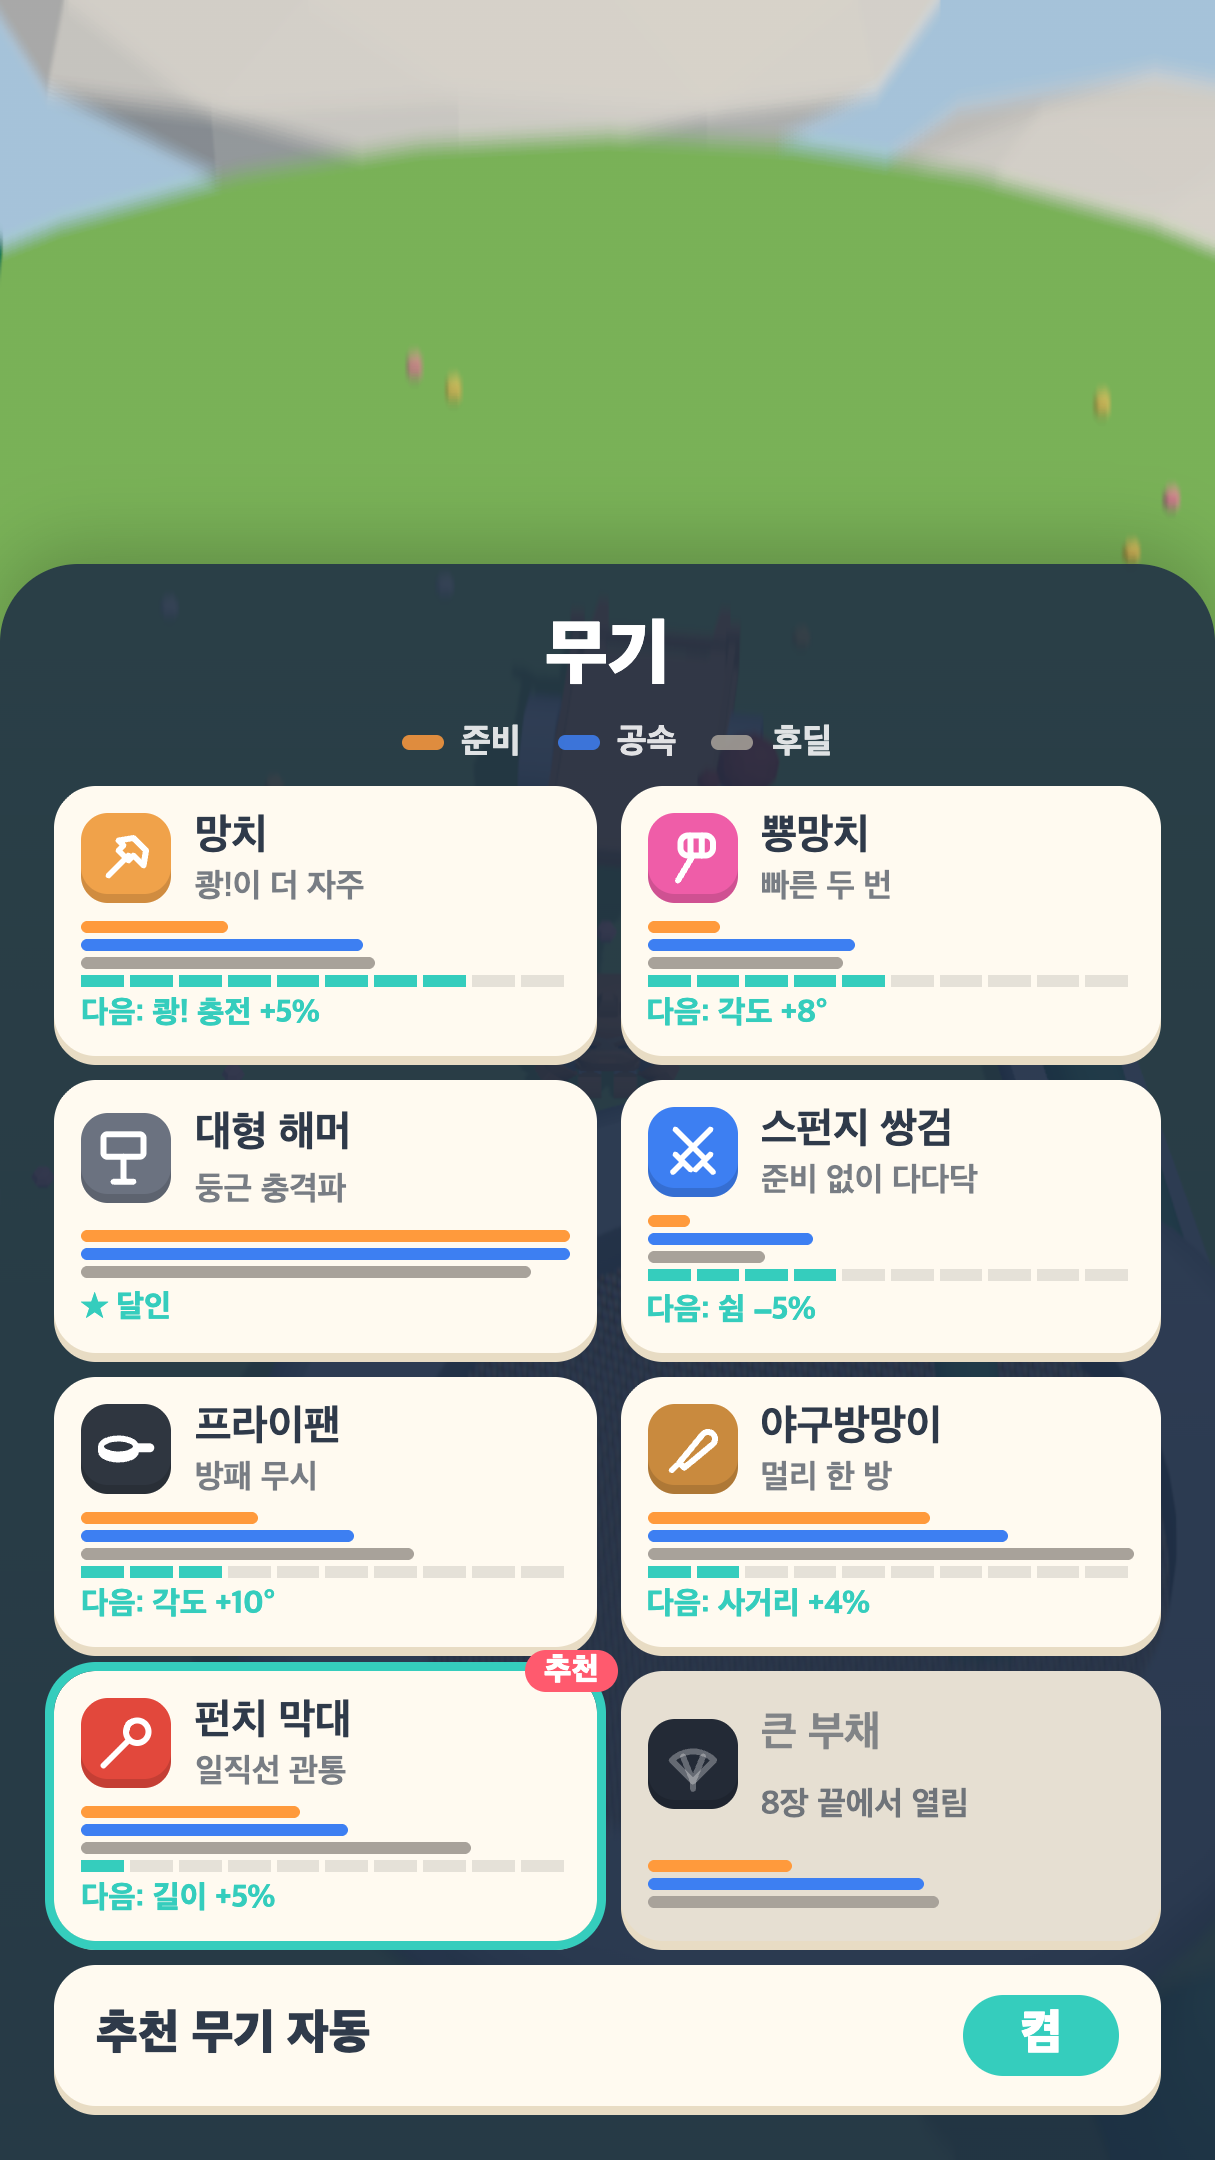 무기
준비 공속 후딜
망치
쾅!이 더 자주
다음: 쾅! 충전 +5%
뿅망치
빠른 두 번
다음: 각도 +8°
대형 해머
둥근 충격파
★ 달인
스펀지 쌍검
준비 없이 다다닥
다음: 쉼 –5%
프라이팬
방패 무시
다음: 각도 +10°
야구방망이
멀리 한 방
다음: 사거리 +4%
추천
펀치 막대
일직선 관통
다음: 길이 +5%
큰 부채
8장 끝에서 열림
추천 무기 자동
켬